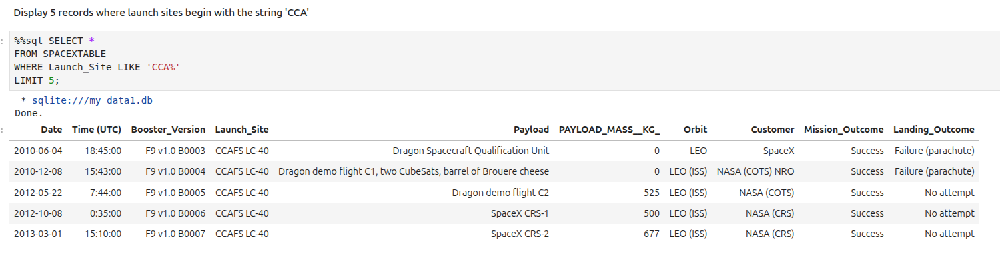 Display 5 records where launch sites begin with the string 'CCA'
: %%sql SELECT *
FROM SPACEXTABLE
WHERE Launch_Site LIKE 'CCA%'
LIMIT 5;
* sqlite:///my_data1.db
Done.
: Date Time (UTC) Booster_Version Launch_Site Payload PAYLOAD_MASS__KG_ Orbit Customer Mission_Outcome Landing_Outcome
2010-06-04 18:45:00 F9 v1.0 B0003 CCAFS LC-40 Dragon Spacecraft Qualification Unit 0 LEO SpaceX Success Failure (parachute)
2010-12-08 15:43:00 F9 v1.0 B0004 CCAFS LC-40 Dragon demo flight C1, two CubeSats, barrel of Brouere cheese 0 LEO (ISS) NASA (COTS) NRO Success Failure (parachute)
2012-05-22 7:44:00 F9 v1.0 B0005 CCAFS LC-40 Dragon demo flight C2 525 LEO (ISS) NASA (COTS) Success No attempt
2012-10-08 0:35:00 F9 v1.0 B0006 CCAFS LC-40 SpaceX CRS-1 500 LEO (ISS) NASA (CRS) Success No attempt
2013-03-01 15:10:00 F9 v1.0 B0007 CCAFS LC-40 SpaceX CRS-2 677 LEO (ISS) NASA (CRS) Success No attempt